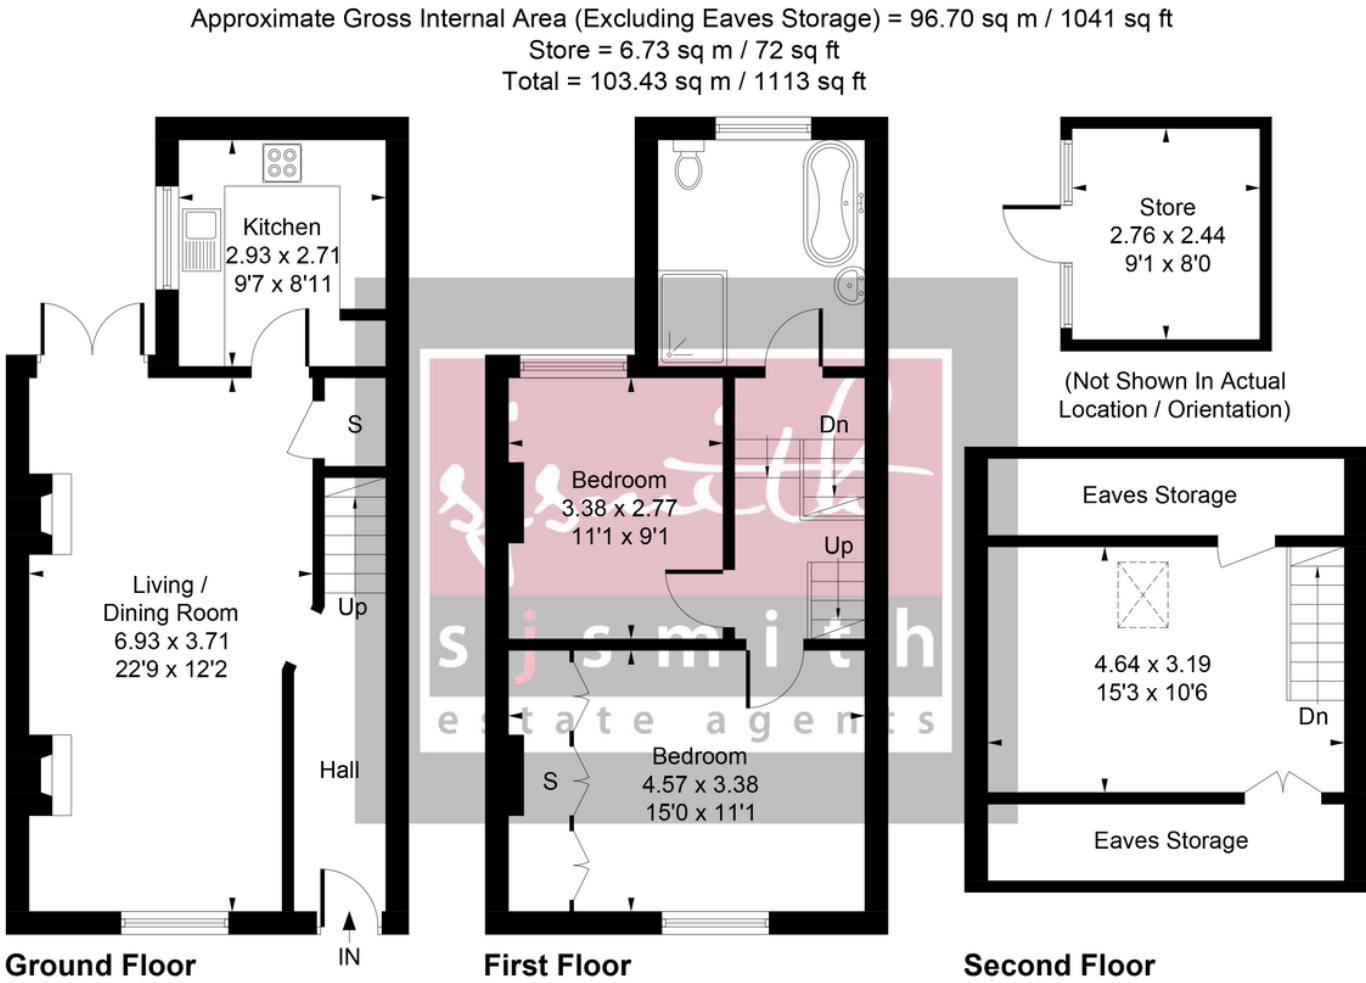 Approximate Gross Internal Area (Excluding Eaves Storage) = 96.70 sq m / 1041 sq ft
Store = 6.73 sq m / 72 sq ft
Total = 103.43 sq m / 1113 sq ft
Kitchen
2.93 x 2.71
9'7 x 8'11
S
Living /
Dining Room
6.93 x 3.71
22'9 x 12'2
Up
Hall
IN
Ground Floor
Dn
Bedroom
3.38 x 2.77
11'1 x 9'1
Up
Bedroom
4.57 x 3.38
15'0 x 11'1
S
First Floor
sjsmith
sjsmith
estate agents
Store
2.76 x 2.44
9'1 x 8'0
(Not Shown In Actual
Location / Orientation)
Eaves Storage
4.64 x 3.19
15'3 x 10'6
Dn
Eaves Storage
Second Floor